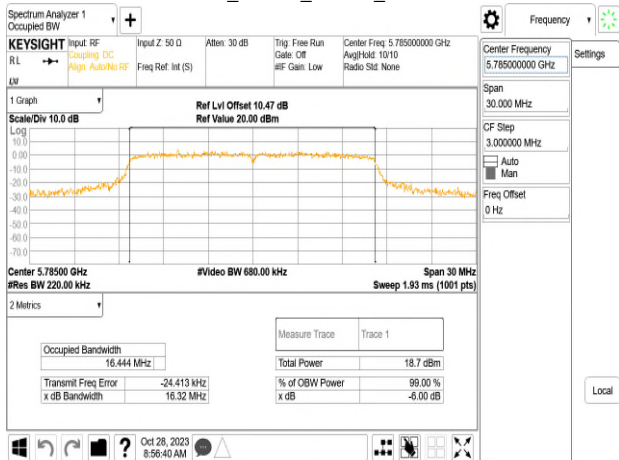 Spectrum Analyzer 1
Occupied BW
+
Frequency
KEYSIGHT
RL
Input: RF
Coupling: DC
Align: Auto/No RF
Input Z: 50 Ω
Freq Ref: Int (S)
Atten: 30 dB
Trig: Free Run
Gate: Off
#IF Gain: Low
Center Freq: 5.785000000 GHz
Avg|Hold: 10/10
Radio Std: None
Center Frequency
5.785000000 GHz
Settings
Span
30.000 MHz
CF Step
3.000000 MHz
Auto
Man
Freq Offset
0 Hz
Local
1 Graph
Scale/Div 10.0 dB
Ref Lvl Offset 10.47 dB
Ref Value 20.00 dBm
Log
10.0
0.00
-10.0
-20.0
-30.0
-40.0
-50.0
-60.0
-70.0
Center 5.78500 GHz
#Video BW 680.00 kHz
Span 30 MHz
#Res BW 220.00 kHz
Sweep 1.93 ms (1001 pts)
2 Metrics
Measure Trace Trace 1
Occupied Bandwidth
16.444 MHz
Total Power 18.7 dBm
Transmit Freq Error -24.413 kHz
% of OBW Power 99.00 %
x dB Bandwidth 16.32 MHz
x dB -6.00 dB
?
Oct 28, 2023
8:56:40 AM